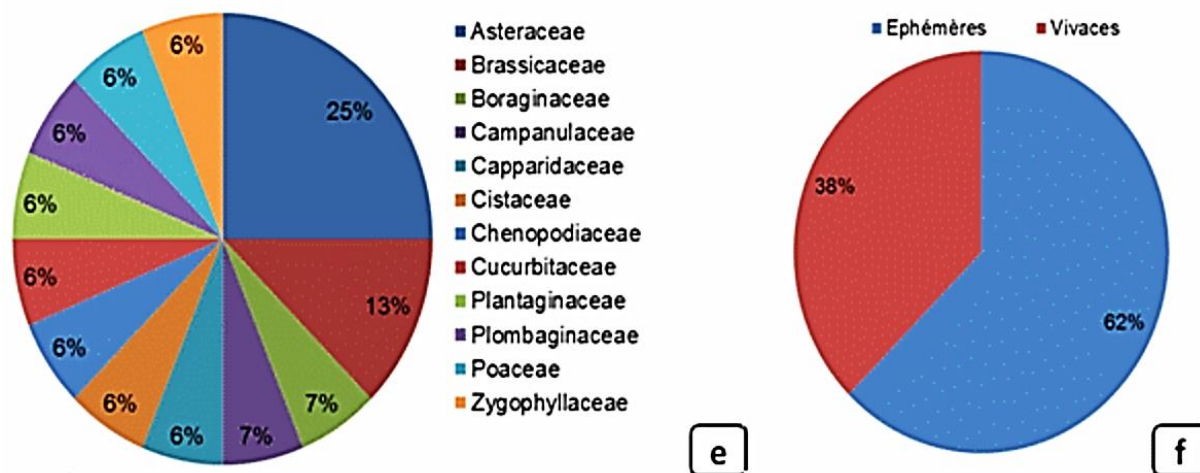 6%
25%
6%
6%
6%
6%
6%
6%
6%
7%
7%
13%
Asteraceae
Brassicaceae
Boraginaceae
Campanulaceae
Capparidaceae
Cistaceae
Chenopodiaceae
Cucurbitaceae
Plantaginaceae
Plombaginaceae
Poaceae
Zygophyllaceae
e
Ephémères Vivaces
38%
62%
f